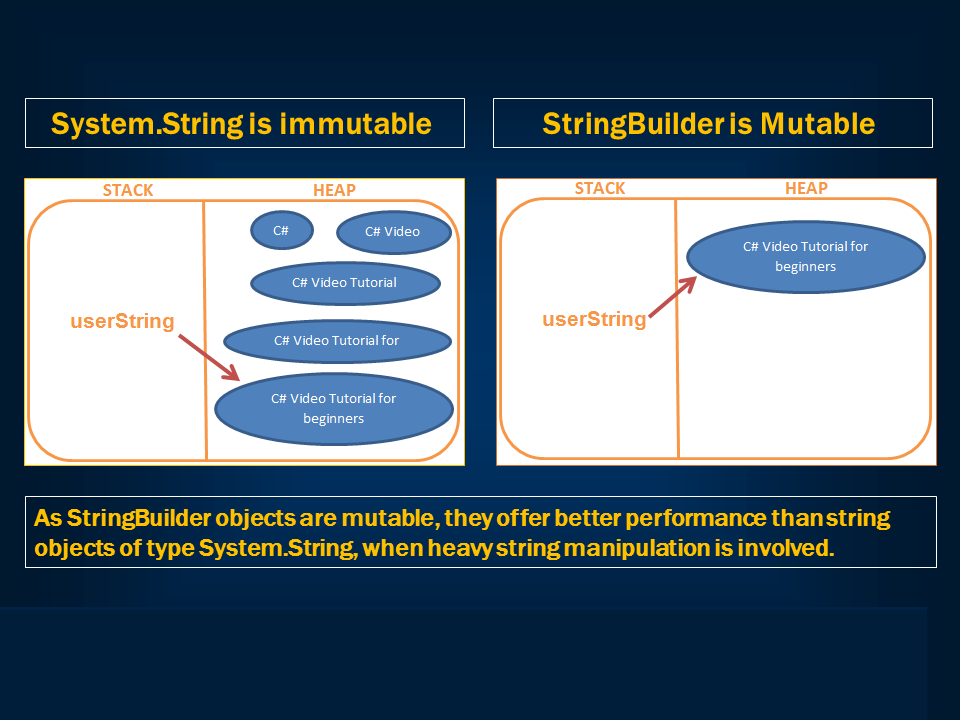 System.String is immutable
StringBuilder is Mutable
STACK
HEAP
C#
C# Video
C# Video Tutorial
userString
C# Video Tutorial for
C# Video Tutorial for
beginners
STACK
HEAP
C# Video Tutorial for
beginners
userString
As StringBuilder objects are mutable, they offer better performance than string
objects of type System.String, when heavy string manipulation is involved.